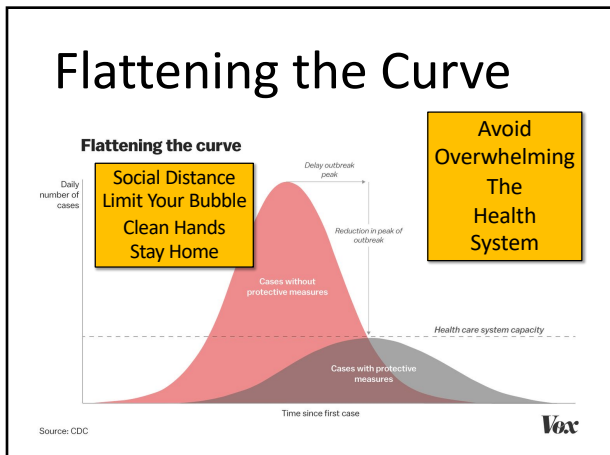 Flattening the Curve
Flattening the curve
Social Distance
Limit Your Bubble
Clean Hands
Stay Home
Avoid
Overwhelming
The
Health
System
Daily
number of
cases
Delay outbreak
peak
Reduction in peak of
outbreak
Cases without
protective measures
Health care system capacity
Cases with protective
measures
Time since first case
Source: CDC
Vox